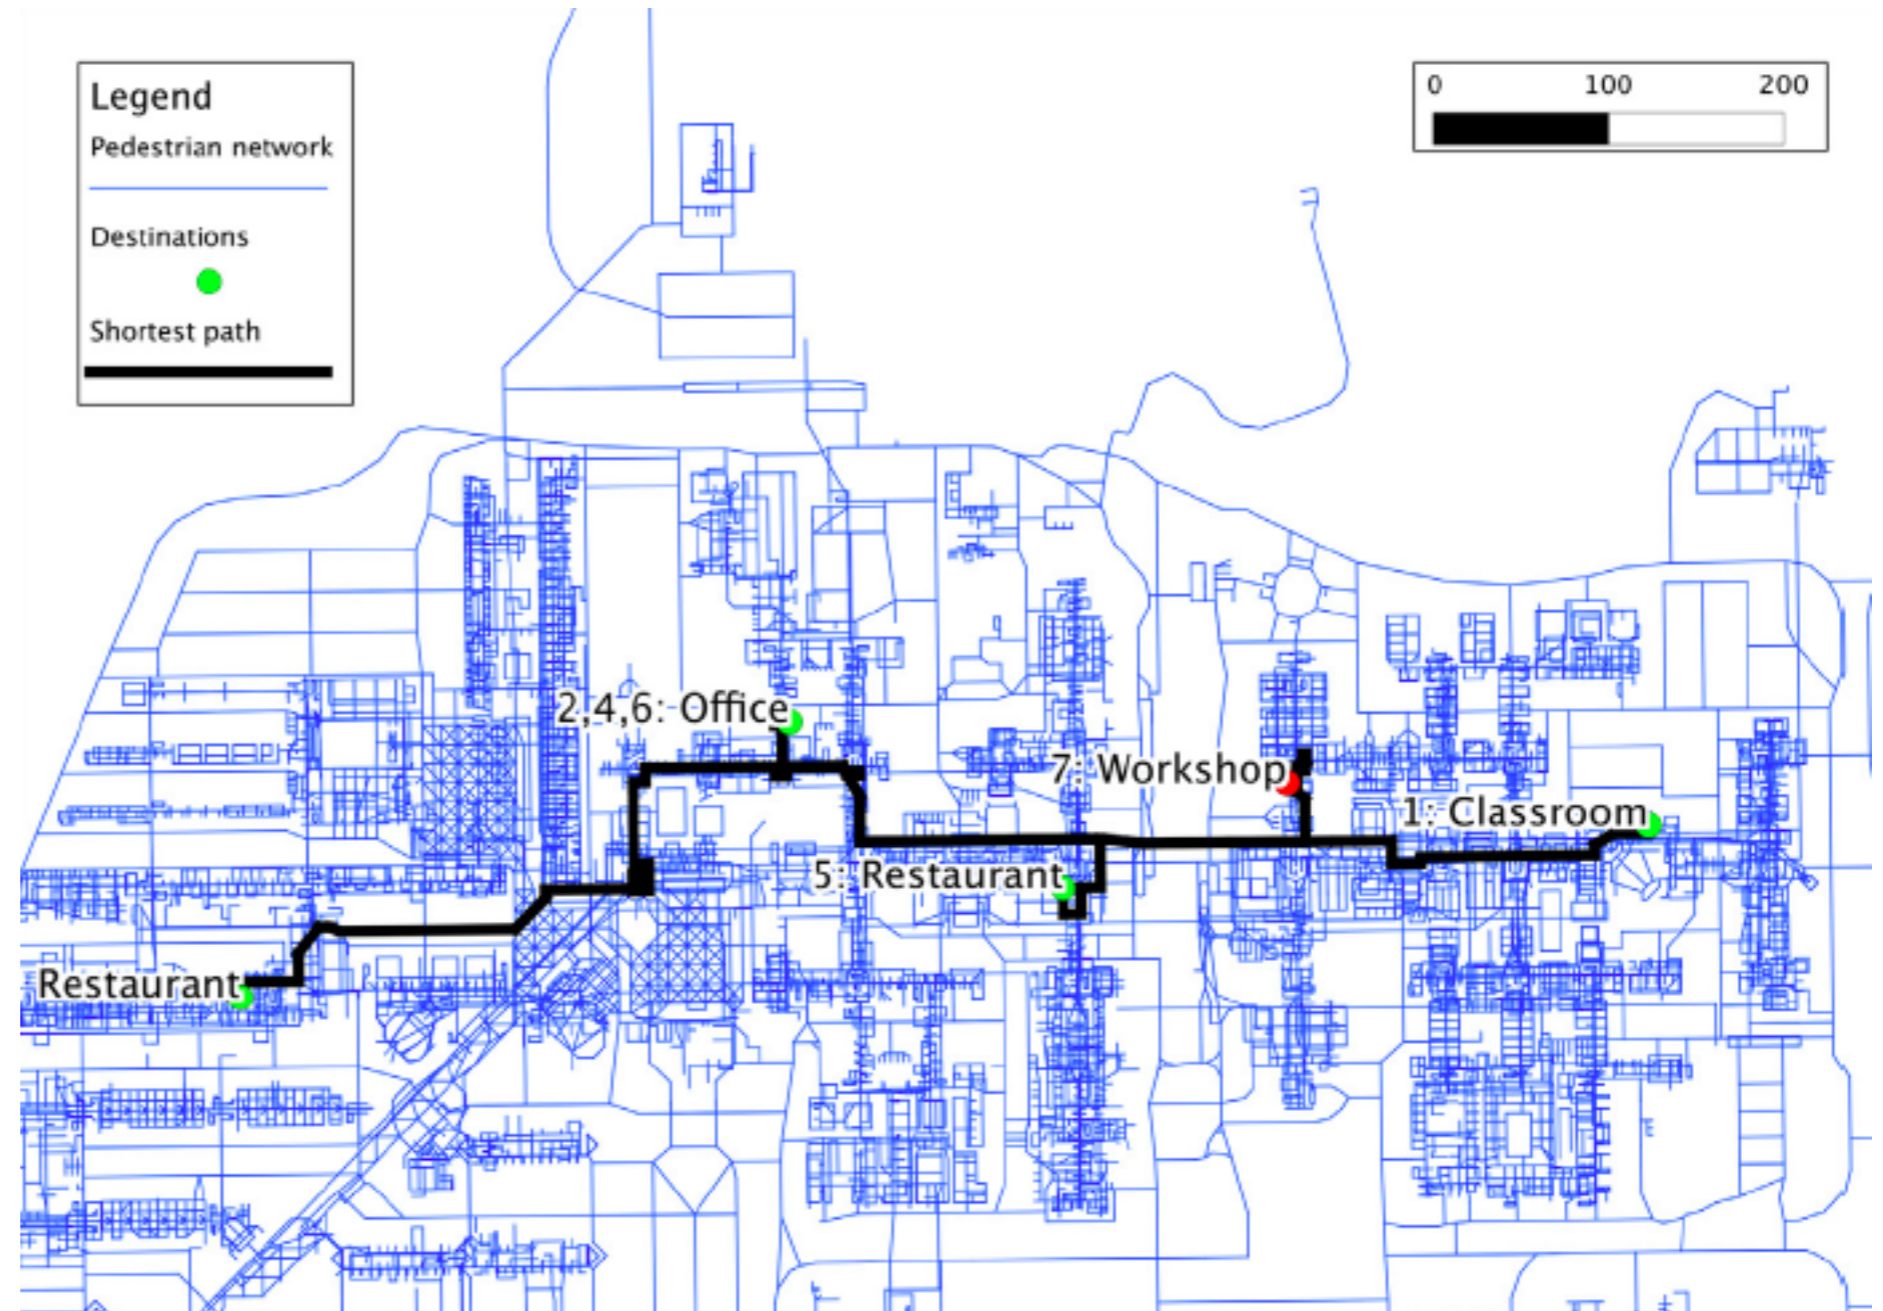 Legend
Pedestrian network
Destinations
Shortest path
0 100 200
2,4,6: Office
7: Workshop
1: Classroom
5: Restaurant
Restaurant